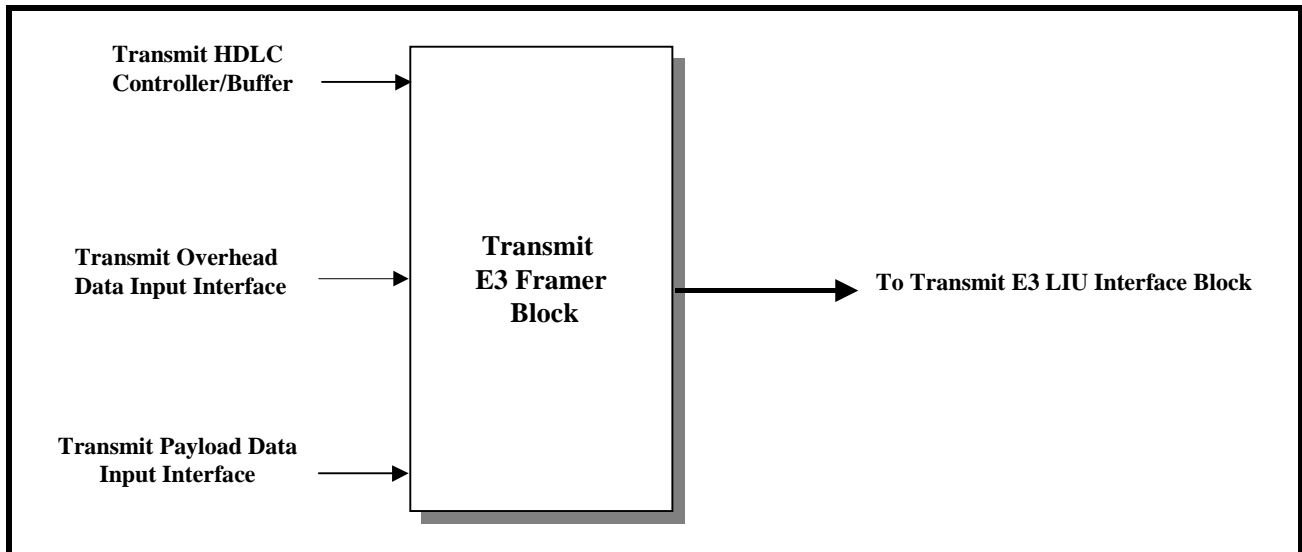 Transmit HDLC
Controller/Buffer
Transmit Overhead
Data Input Interface
Transmit Payload Data
Input Interface
Transmit
E3 Framer
Block
To Transmit E3 LIU Interface Block